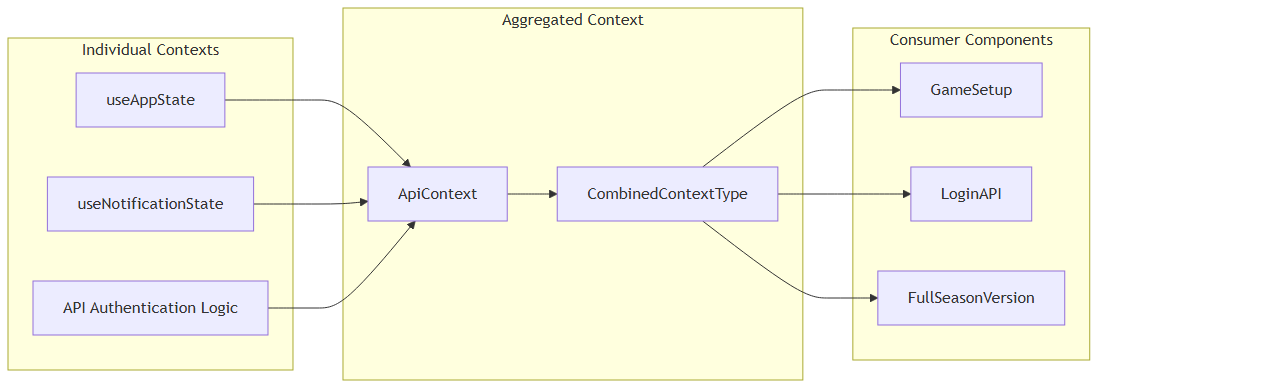 Individual Contexts
useAppState
useNotificationState
API Authentication Logic
Aggregated Context
ApiContext
CombinedContextType
Consumer Components
GameSetup
LoginAPI
FullSeasonVersion